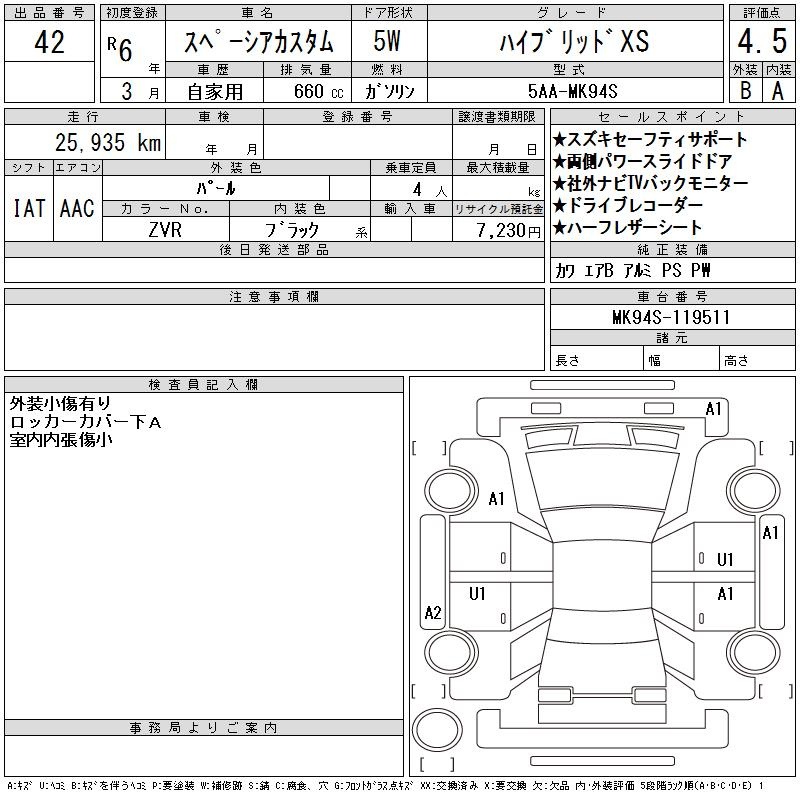 出品番号
42
初度登録
R6年
3月
車名
スペーシアカスタム
ドア形状
5W
グレード
ハイブリッドXS
評価点
4.5
車歴
自家用
排気量
660 CC
燃料
ガソリン
型式
5AA-MK94S
外装 内装
B A
走行
25,935 km
車検
年 月
登録番号
譲渡書類期限
月 日
シフト
IAT
エアコン
AAC
外装色
パール
乗車定員
4 人
最大積載量
kg
カラーNo.
ZVR
内装色
ブラック 系
輸入車
リサイクル預託金
7,230円
後日発送部品
セールスポイント
★スズキセーフティサポート
★両側パワースライドドア
★社外ナビTVバックモニター
★ドライブレコーダー
★ハーフレザーシート
純正装備
カワ エアB アルミ PS PW
注意事項欄
車台番号
MK94S-119511
諸元
長さ 幅 高さ
検査員記入欄
外装小傷有り
ロッカーカバー下A
室内内張傷小
A1
A1
A1
U1
U1
A1
A2
事務局よりご案内
A:キズ U:ヘコミ B:キズを伴うヘコミ P:要塗装 W:補修跡 S:錆 C:腐食、穴 G:フロントガラス点キズ XX:交換済み X:要交換 欠:欠品 内・外装評価 5段階ランク順(A・B・C・D・E) 1